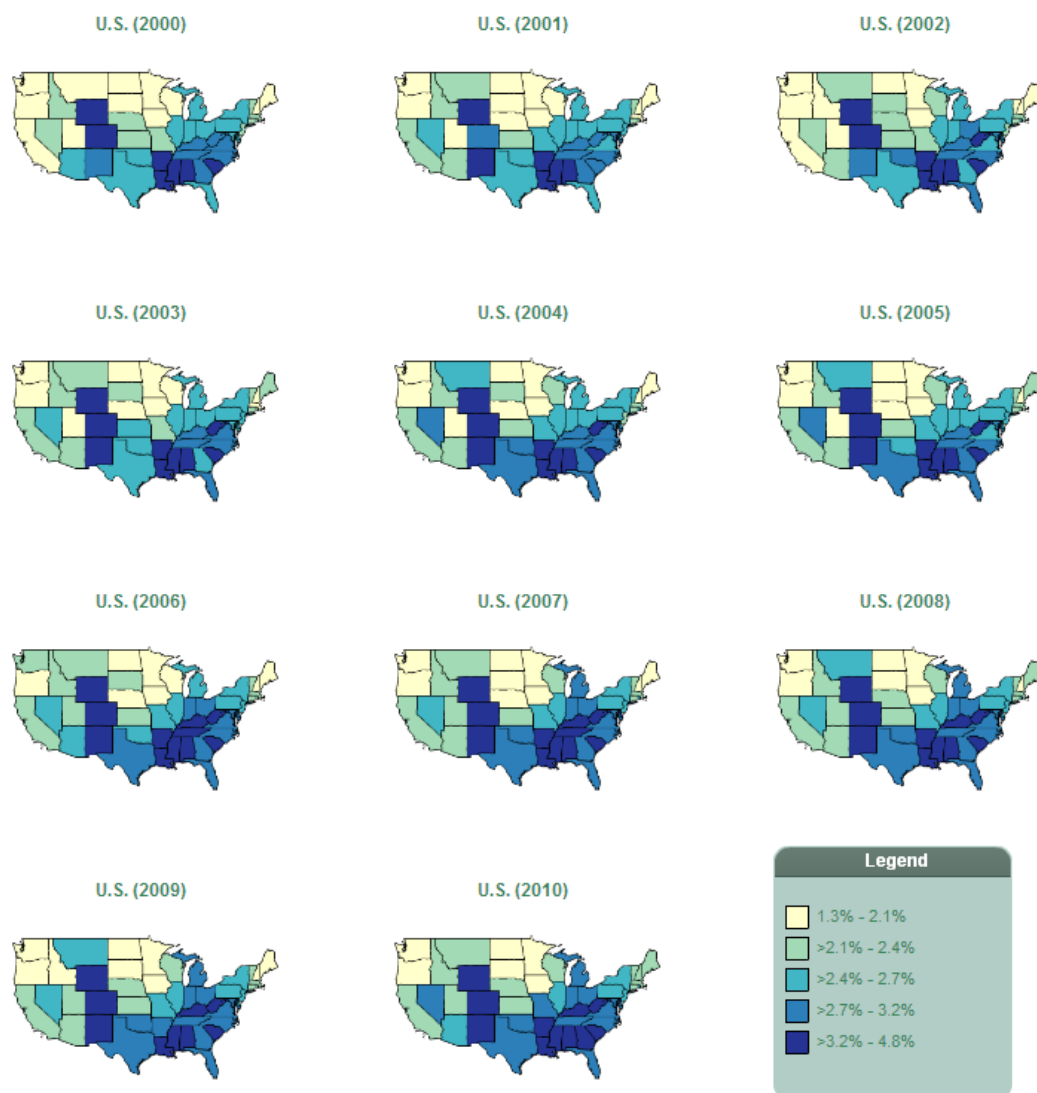 U.S. (2000)
U.S. (2001)
U.S. (2002)
U.S. (2003)
U.S. (2004)
U.S. (2005)
U.S. (2006)
U.S. (2007)
U.S. (2008)
U.S. (2009)
U.S. (2010)
Legend
1.3% - 2.1%
>2.1% - 2.4%
>2.4% - 2.7%
>2.7% - 3.2%
>3.2% - 4.8%